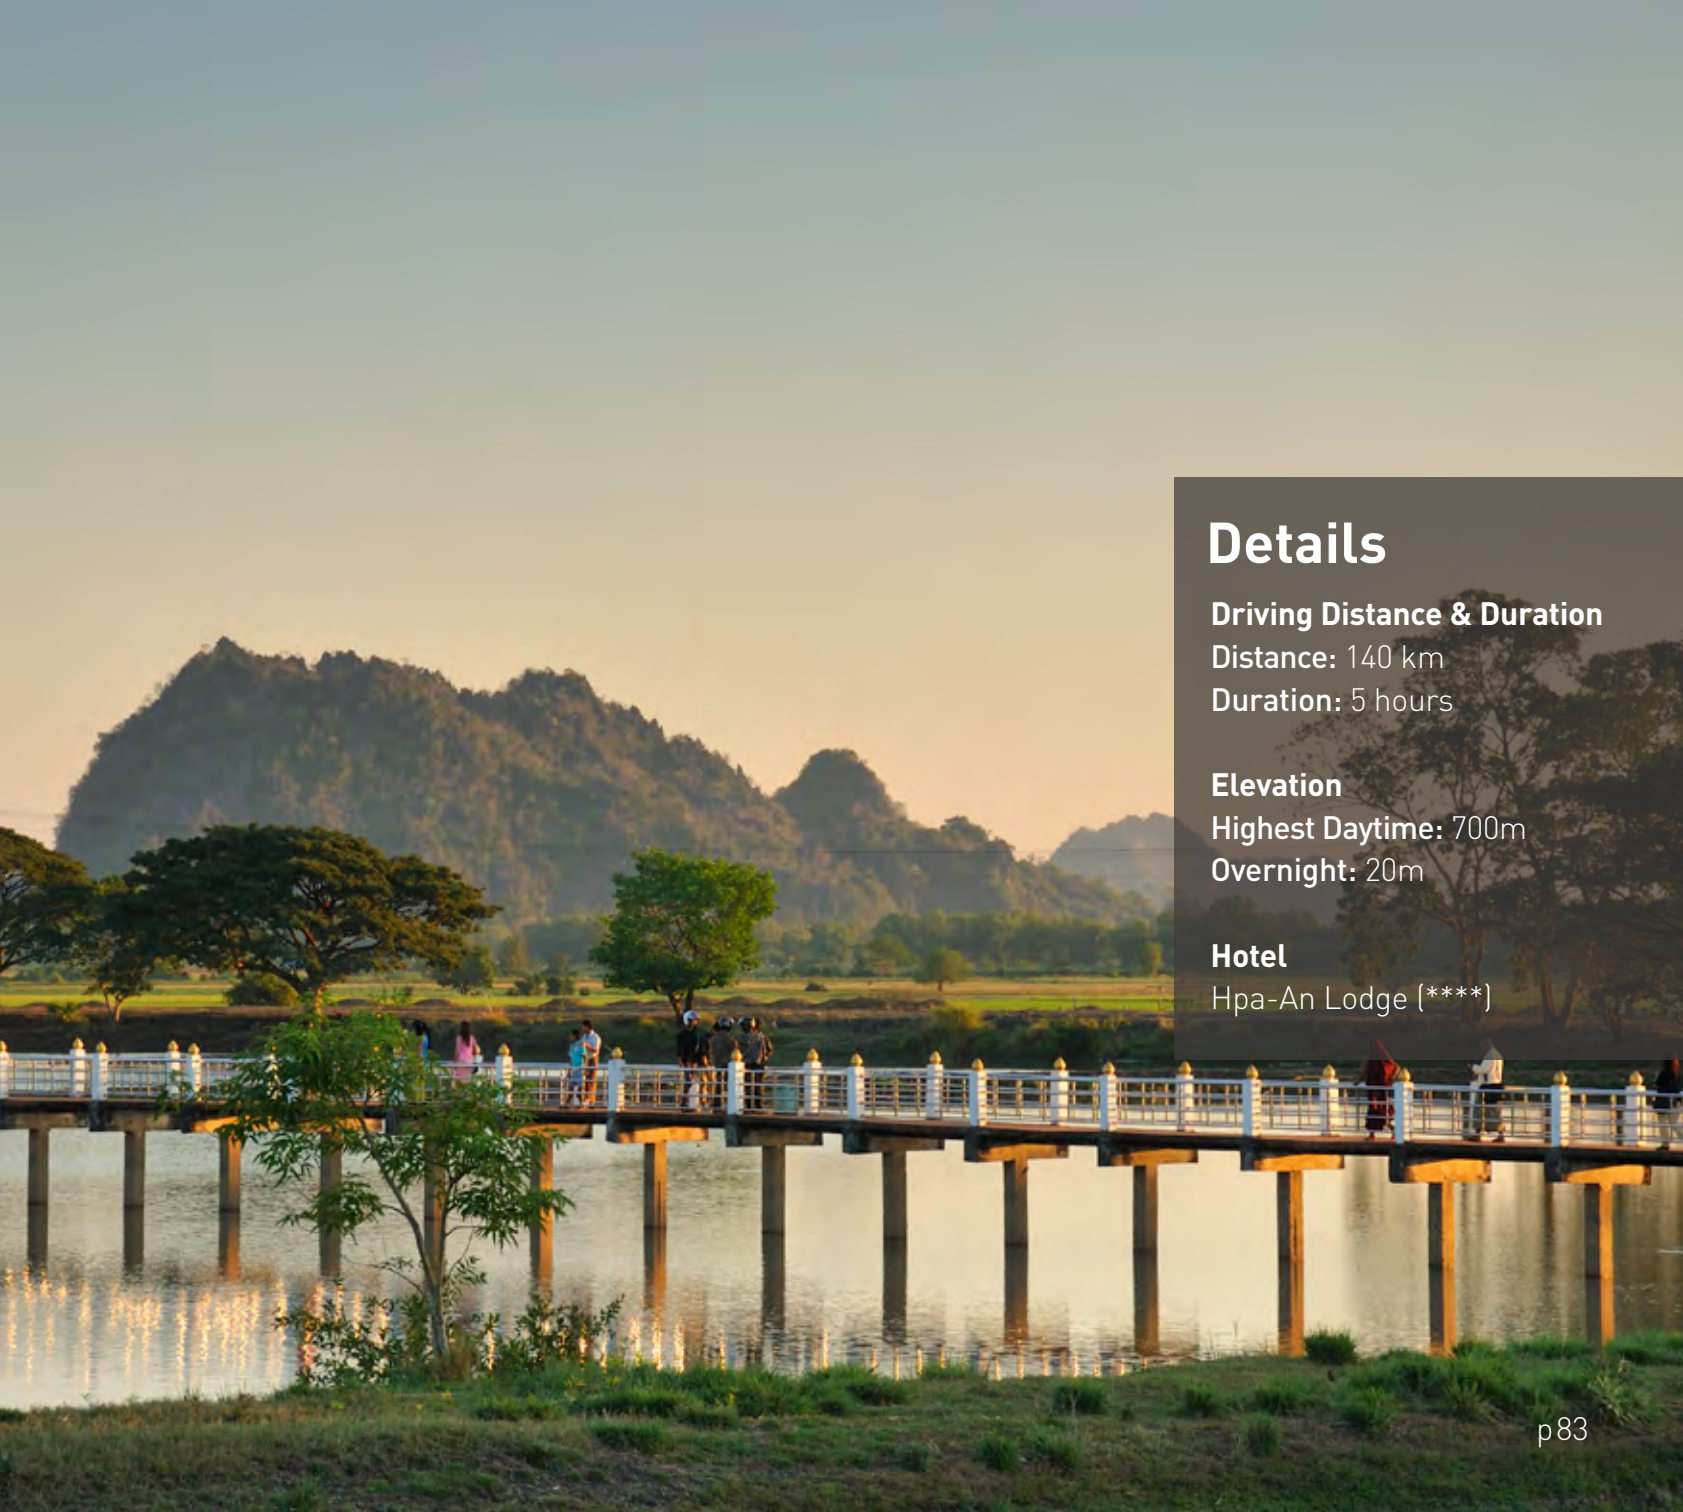 Details
Driving Distance & Duration
Distance: 140 km
Duration: 5 hours
Elevation
Highest Daytime: 700m
Overnight: 20m
Hotel
Hpa-An Lodge (****)
p83